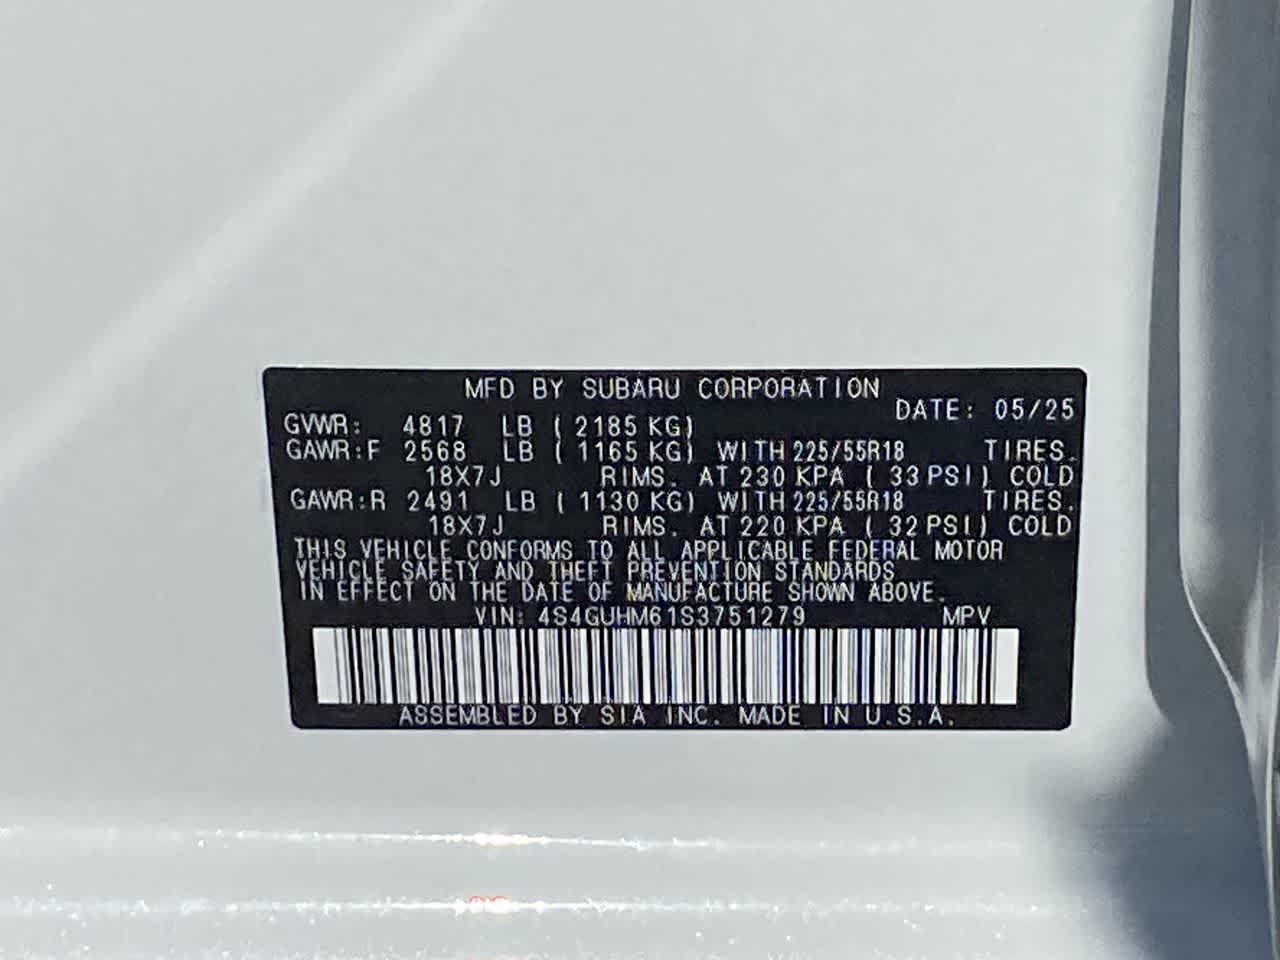 MFD BY SUBARU CORPORATION
DATE: 05/25
GVWR: 4817 LB ( 2185 KG)
GAWR:F 2568 LB ( 1165 KG) WITH 225/55R18 TIRES.
18X7J RIMS. AT 230 KPA ( 33 PSI) COLD
GAWR:R 2491 LB ( 1130 KG) WITH 225/55R18 TIRES.
18X7J RIMS. AT 220 KPA ( 32 PSI) COLD
THIS VEHICLE CONFORMS TO ALL APPLICABLE FEDERAL MOTOR
VEHICLE SAFETY AND THEFT PREVENTION STANDARDS
IN EFFECT ON THE DATE OF MANUFACTURE SHOWN ABOVE.
VIN: 4S4GUHM61S3751279 MPV
ASSEMBLED BY SIA INC. MADE IN U.S.A.